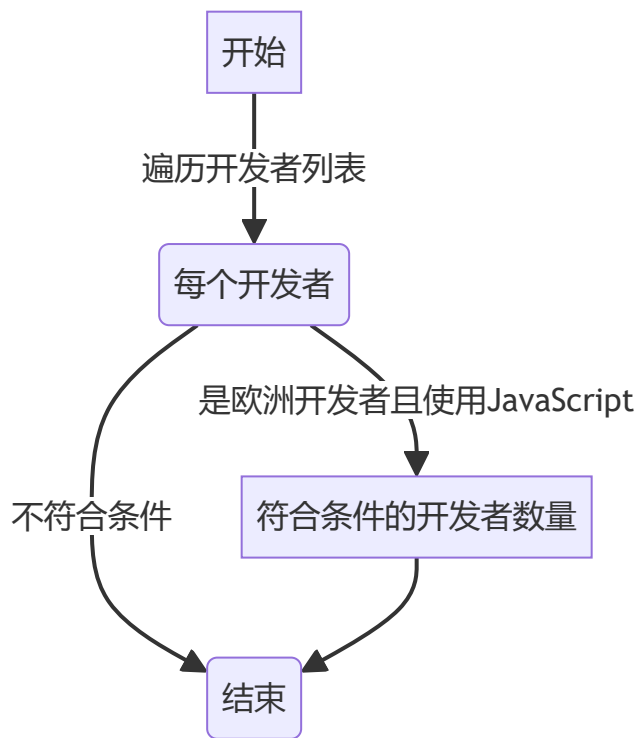 开始
遍历开发者列表
每个开发者
是欧洲开发者且使用JavaScript
不符合条件
符合条件的开发者数量
结束